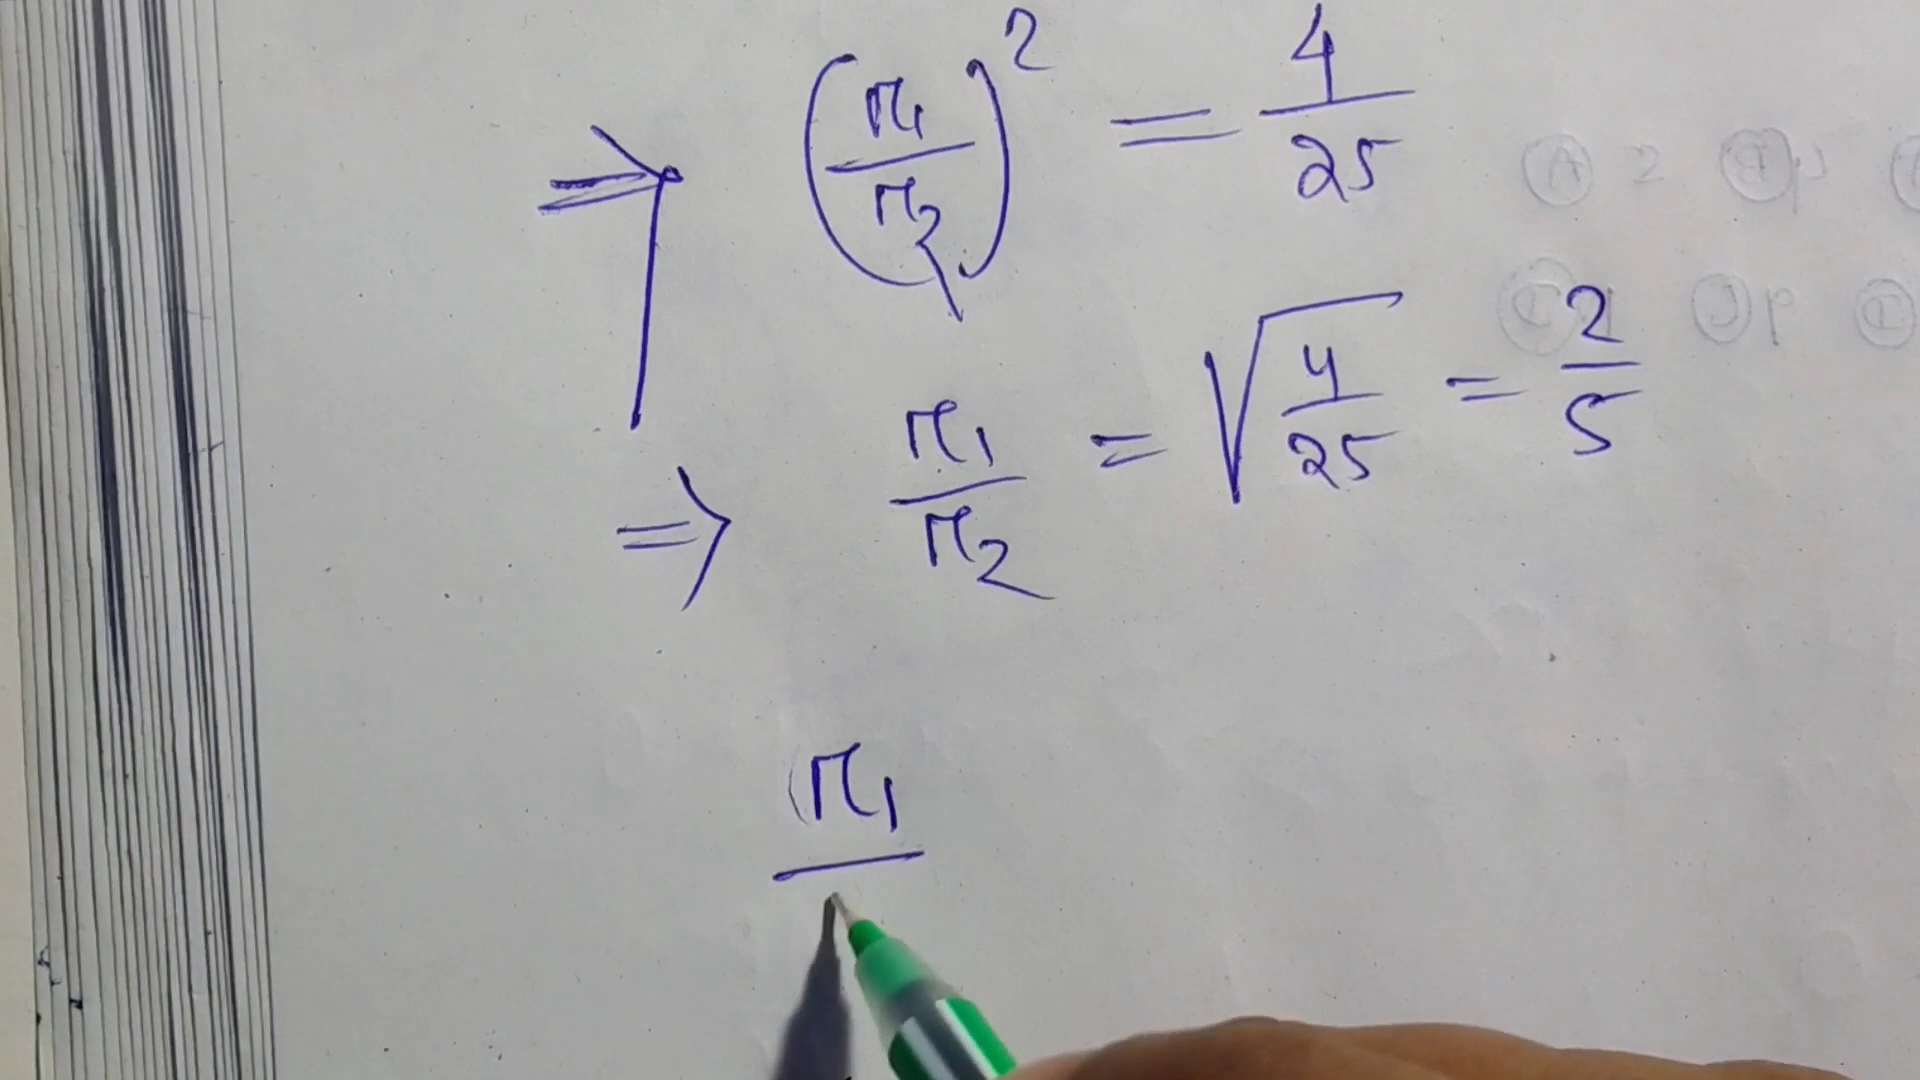 ⇒ (r₁/r₂)² = 4/25
⇒ r₁/r₂ = √(4/25) = 2/5
r₁